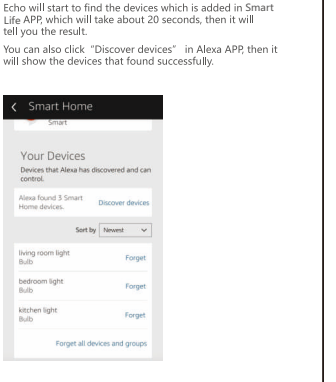 Echo will start to find the devices which is added in Smart
Life APP, which will take about 20 seconds, then it will
tell you the result.
You can also click “Discover devices” in Alexa APP, then it
will show the devices that found successfully.
< Smart Home
Smart
Your Devices
Devices that Alexa has discovered and can
control.
Alexa found 3 Smart
Home devices.
Discover devices
Sort by Newest
living room light
Bulb
Forget
bedroom light
Bulb
Forget
kitchen light
Bulb
Forget
Forget all devices and groups